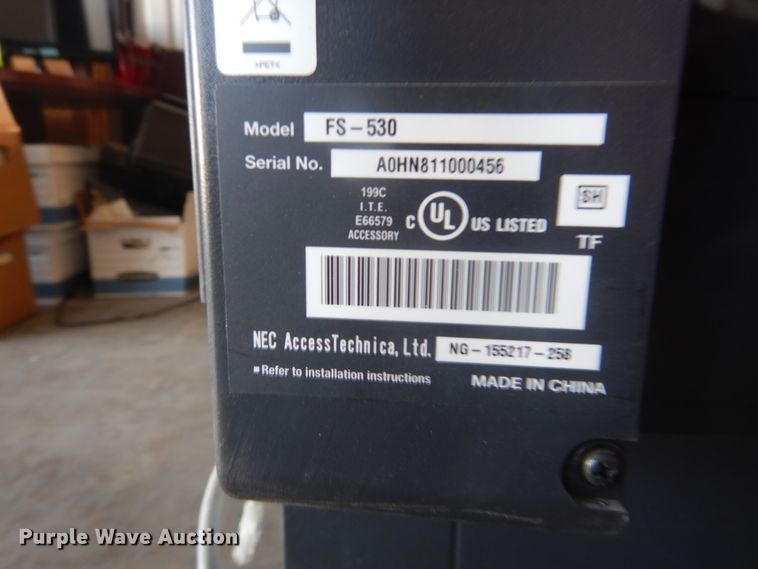 >PET<
Model FS-530
Serial No. A0HN811000456
199C
I.T.E.
E66579
ACCESSORY
C UL US LISTED
SH
TF
NEC AccessTechnica, Ltd. NG-155217-258
▪Refer to installation instructions
MADE IN CHINA
Purple Wave Auction®